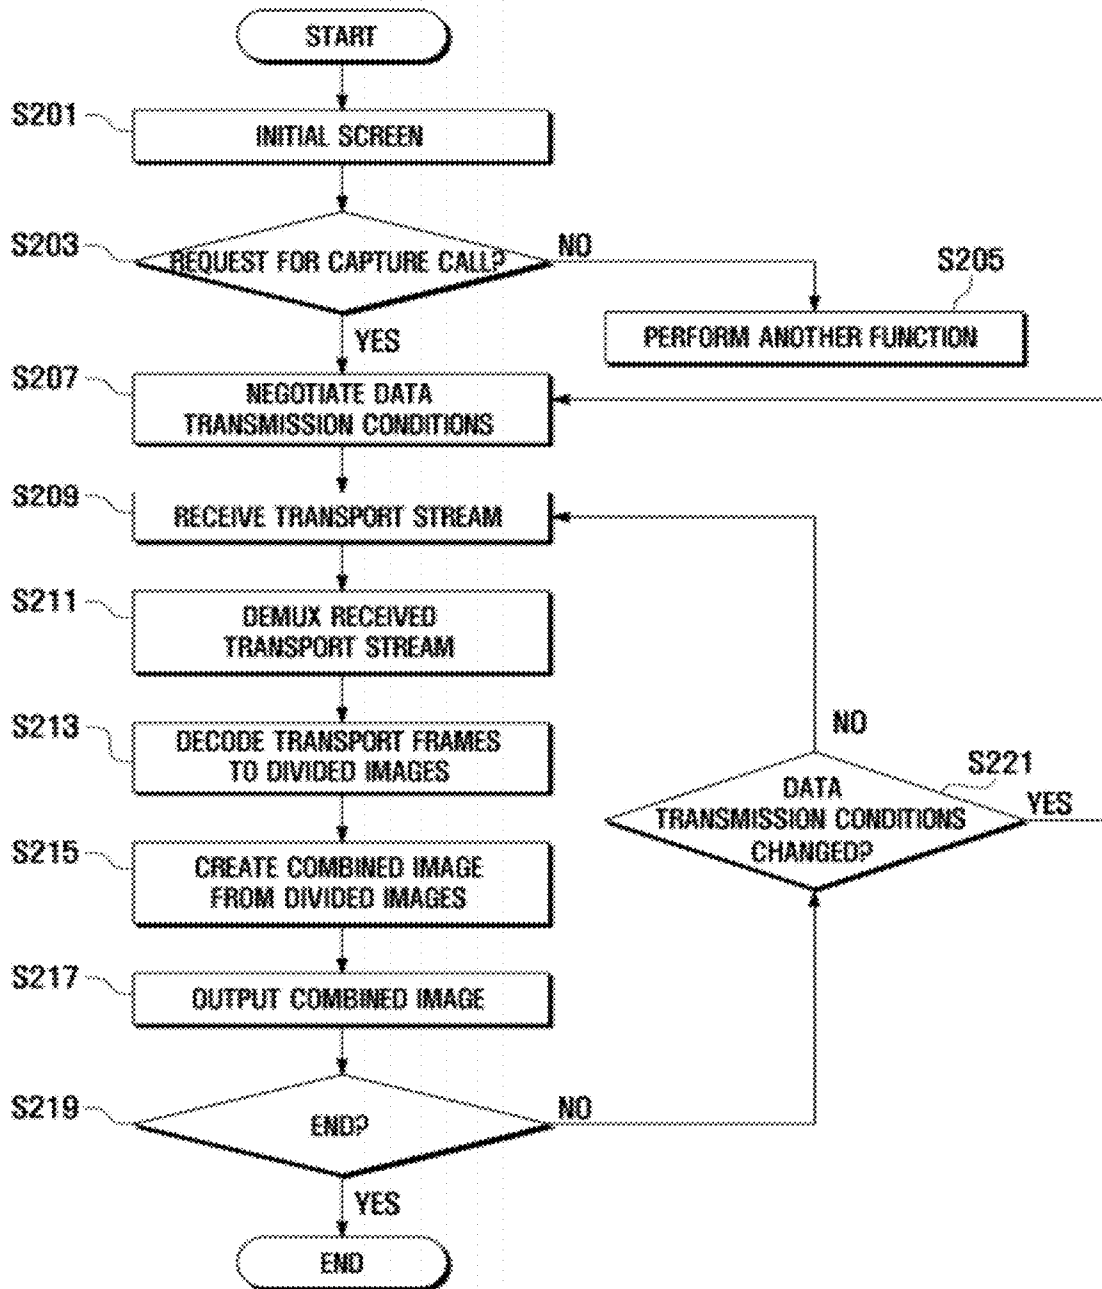 START
S201
INITIAL SCREEN
S203
REQUEST FOR CAPTURE CALL?
NO
S205
PERFORM ANOTHER FUNCTION
YES
S207
NEGOTIATE DATA
TRANSMISSION CONDITIONS
S209
RECEIVE TRANSPORT STREAM
S211
DEMUX RECEIVED
TRANSPORT STREAM
S213
DECODE TRANSPORT FRAMES
TO DIVIDED IMAGES
NO
S221
DATA
TRANSMISSION CONDITIONS
CHANGED?
YES
S215
CREATE COMBINED IMAGE
FROM DIVIDED IMAGES
S217
OUTPUT COMBINED IMAGE
S219
END?
NO
YES
END